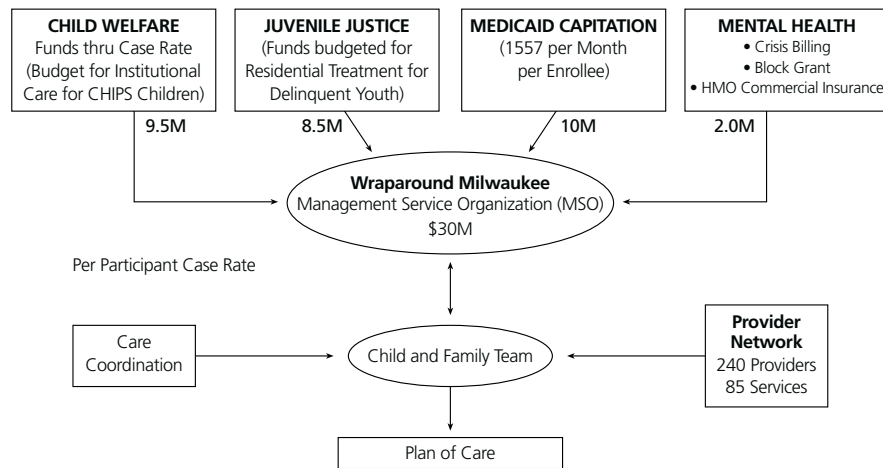 CHILD WELFARE
Funds thru Case Rate
(Budget for Institutional
Care for CHIPS Children)
JUVENILE JUSTICE
(Funds budgeted for
Residential Treatment for
Delinquent Youth)
MEDICAID CAPITATION
(1557 per Month
per Enrollee)
MENTAL HEALTH
• Crisis Billing
• Block Grant
• HMO Commercial Insurance
9.5M
8.5M
10M
2.0M
Wraparound Milwaukee
Management Service Organization (MSO)
$30M
Per Participant Case Rate
Care
Coordination
Child and Family Team
Provider
Network
240 Providers
85 Services
Plan of Care